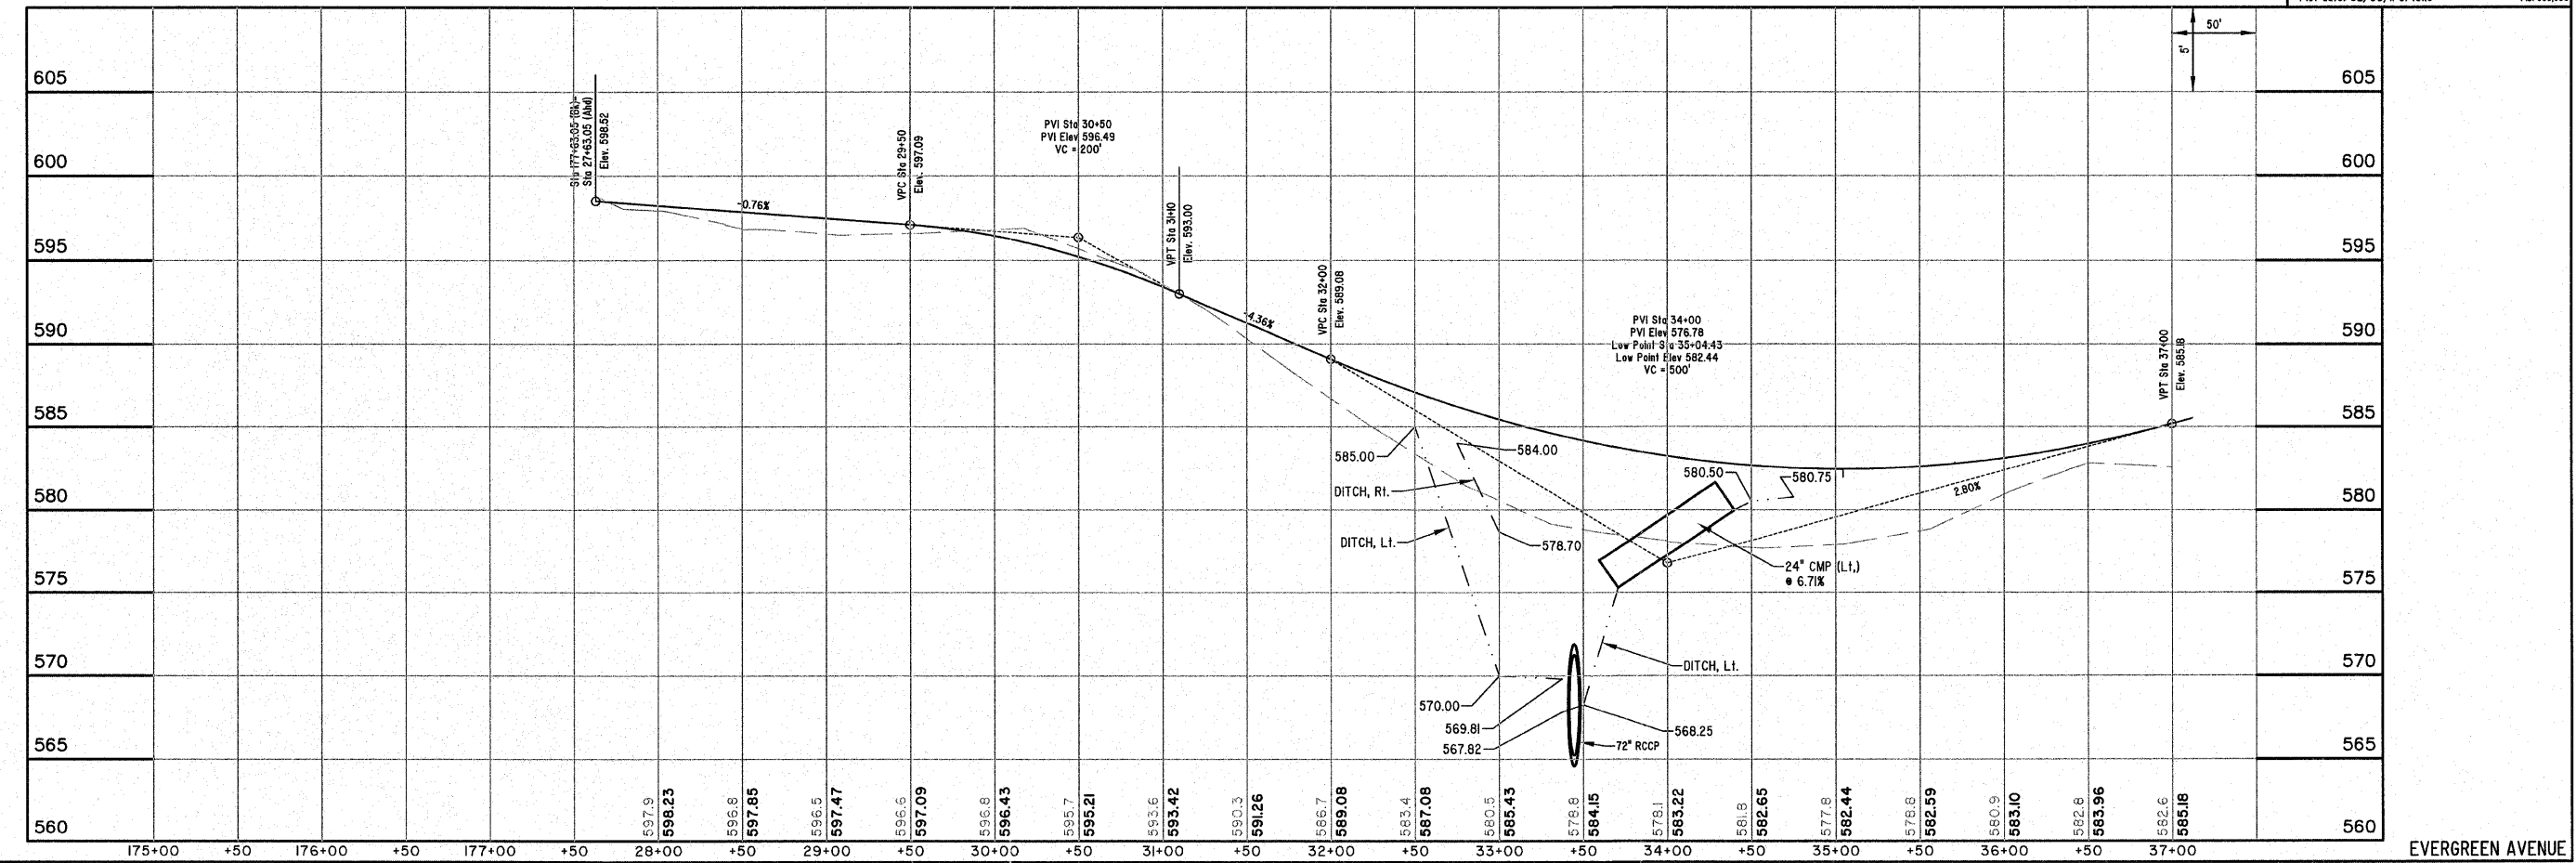 50'
5'
605
605
600
600
595
595
590
590
585
585
580
580
575
575
570
570
565
565
560
560
Sta 177+63.05 (Bk)=
Sta 27+63.05 (Ahd)
Elev. 598.52
-0.76%
VPC Sta 29+50
Elev. 597.09
PVI Sta 30+50
PVI Elev 596.49
VC = 200'
VPT Sta 31+10
Elev. 593.00
-4.36%
VPC Sta 32+00
Elev. 589.08
PVI Sta 34+00
PVI Elev 576.78
Low Point Sta 35+04.43
Low Point Elev 582.44
VC = 500'
VPT Sta 37+00
Elev. 585.18
585.00
584.00
DITCH, Rt.
DITCH, Lt.
578.70
580.50
580.75
2.80%
24" CMP (Lt.)
@ 6.71%
DITCH, Lt.
570.00
569.81
567.82
568.25
72" RCCP
597.9
598.23
596.8
597.85
596.5
597.47
596.6
597.09
596.8
596.43
595.7
595.21
593.6
593.42
590.3
591.26
586.7
589.08
583.4
587.08
580.5
585.43
578.8
584.15
578.1
583.22
581.8
582.65
577.8
582.44
578.8
582.59
580.9
583.10
582.8
583.96
582.6
585.18
175+00 +50 176+00 +50 177+00 +50 28+00 +50 29+00 +50 30+00 +50 31+00 +50 32+00 +50 33+00 +50 34+00 +50 35+00 +50 36+00 +50 37+00
EVERGREEN AVENUE